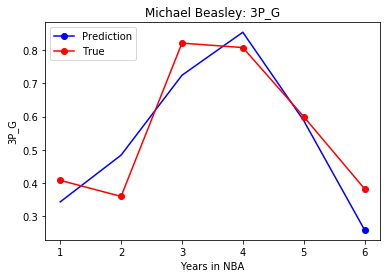 Michael Beasley: 3P_G
Prediction
True
3P_G
0.8
0.7
0.6
0.5
0.4
0.3
1 2 3 4 5 6
Years in NBA